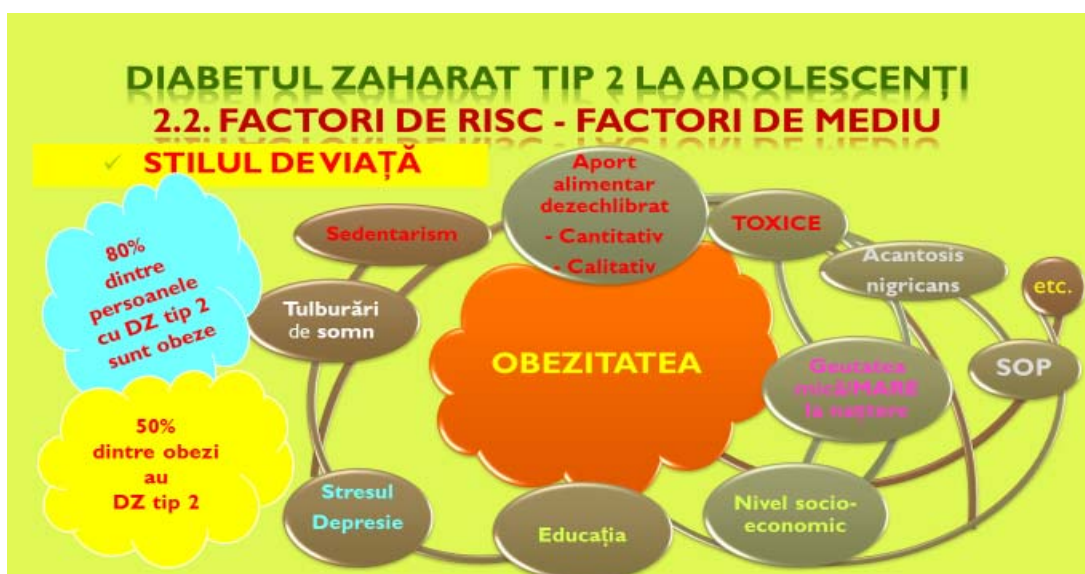 DIABETUL ZAHARAT TIP 2 LA ADOLESCENȚI
2.2. FACTORI DE RISC - FACTORI DE MEDIU
✓ STILUL DE VIAȚĂ
80%
dintre
persoanele
cu DZ tip 2
sunt obeze
50%
dintre obezi
au
DZ tip 2
Sedentarism
Tulburări
de somn
Stresul
Depresie
Aport
alimentar
dezechlibrat
- Cantitativ
- Calitativ
OBEZITATEA
Educația
TOXICE
Acantosis
nigricans
etc.
SOP
Geutatea
mică/MARE
la naștere
Nivel socio-
economic